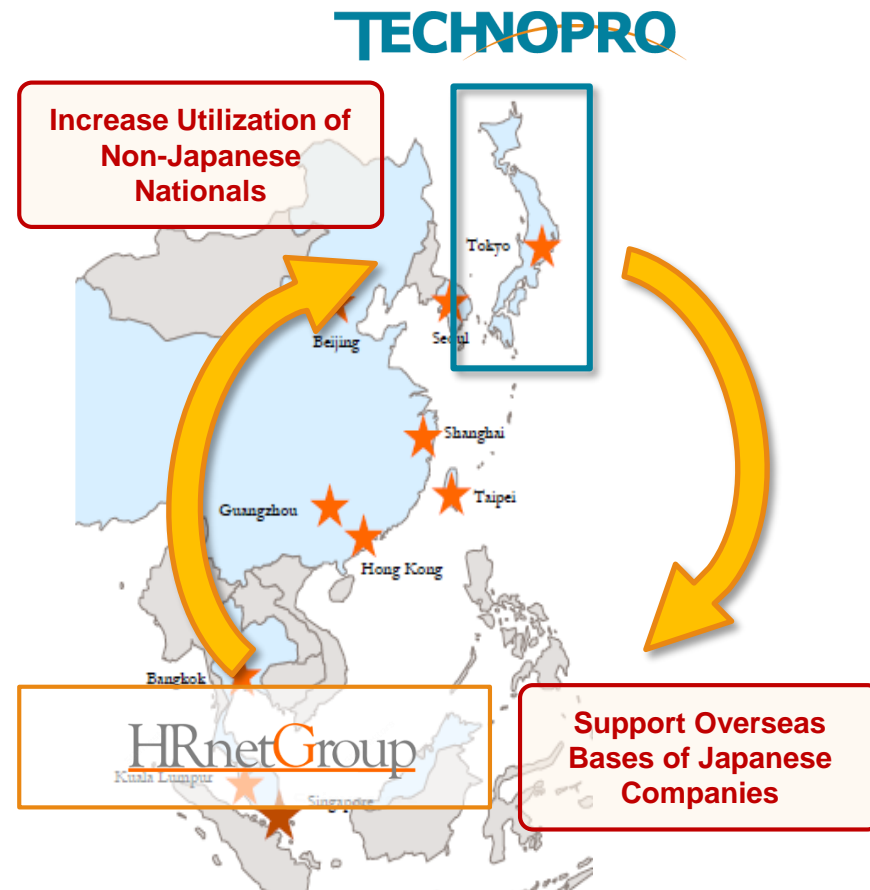 TECHNOPRO
Increase Utilization of
Non-Japanese
Nationals
Tokyo
Beijing
Seoul
Shanghai
Guangzhou
Taipei
Hong Kong
Bangkok
HRnetGroup
Kuala Lumpur
Singapore
Support Overseas
Bases of Japanese
Companies